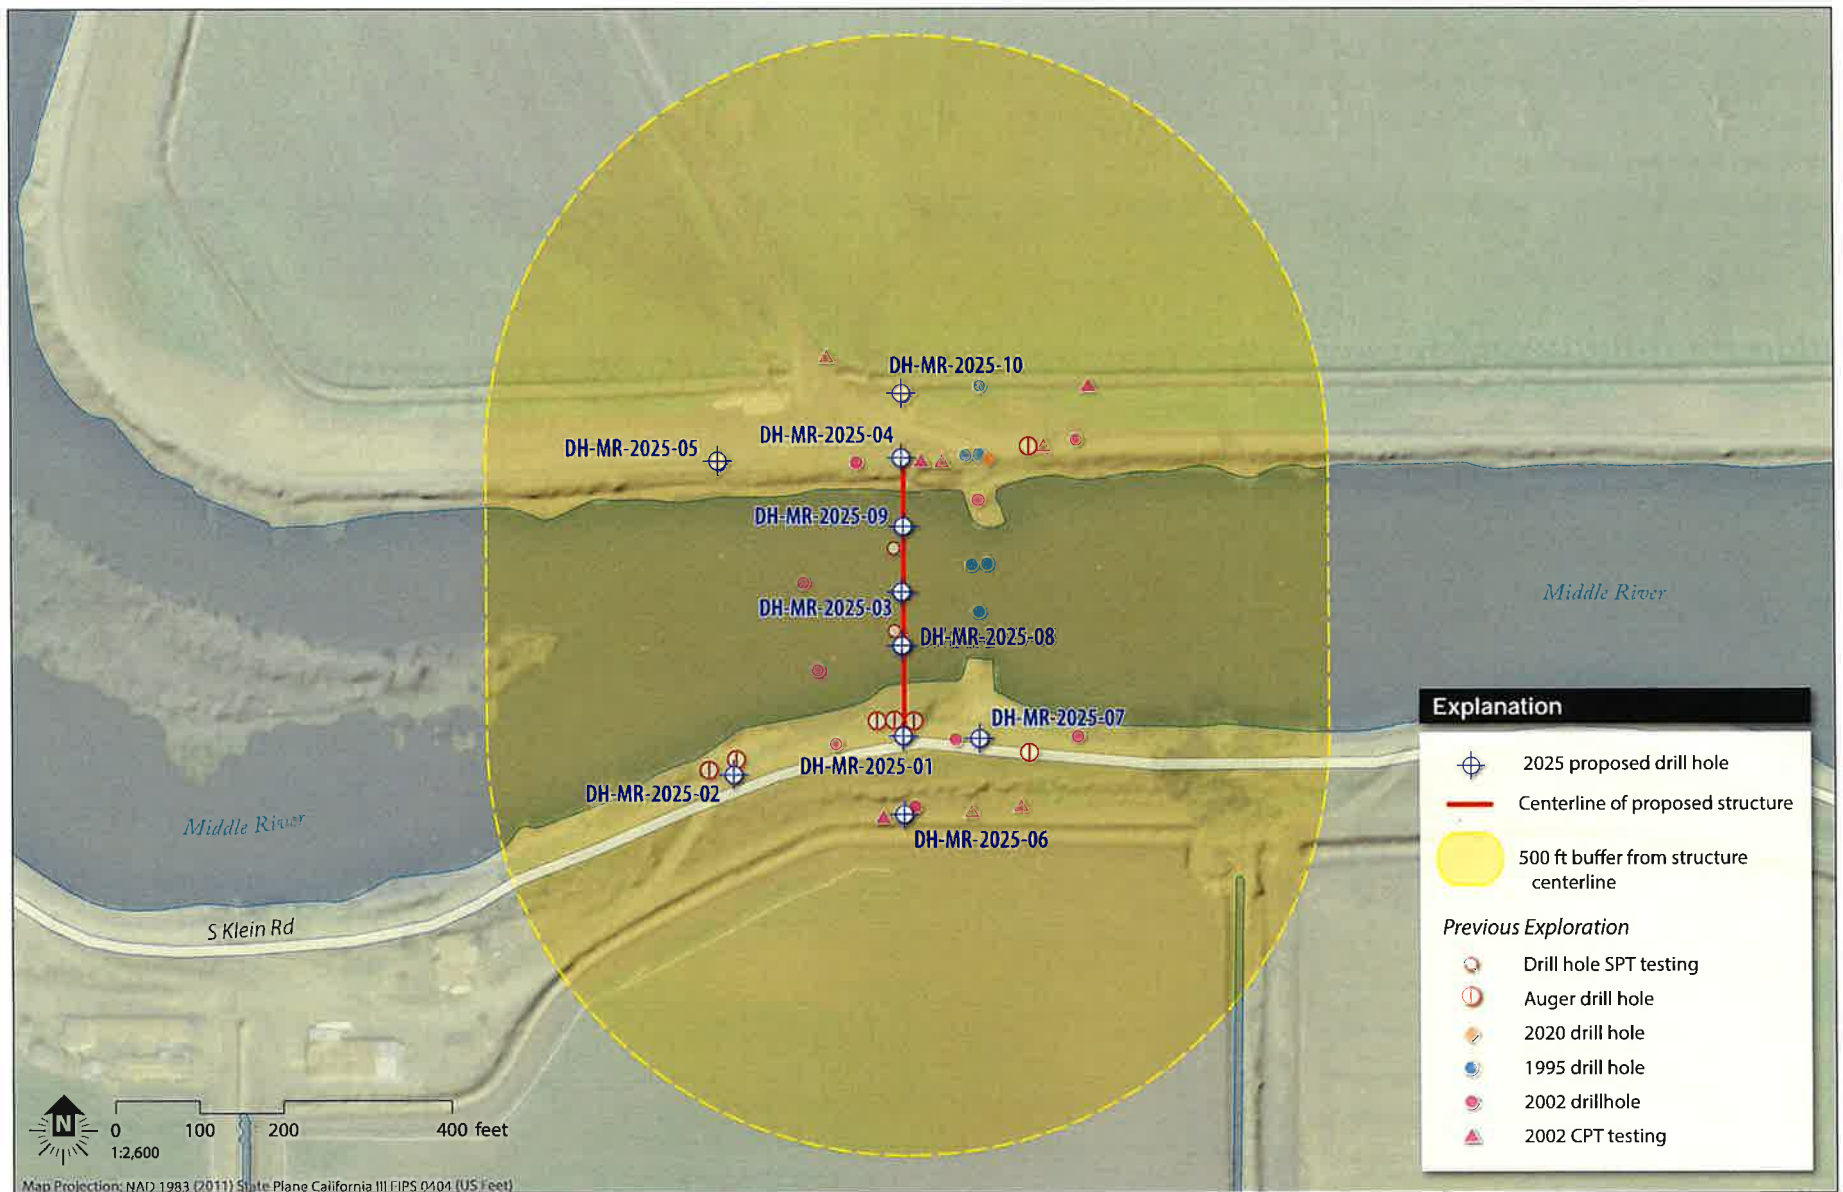 DH-MR-2025-10
DH-MR-2025-04
DH-MR-2025-05
DH-MR-2025-09
DH-MR-2025-03
DH-MR-2025-08
DH-MR-2025-07
DH-MR-2025-01
DH-MR-2025-02
DH-MR-2025-06
Middle River
Middle River
S Klein Rd
Explanation
2025 proposed drill hole
Centerline of proposed structure
500 ft buffer from structure
centerline
Previous Exploration
Drill hole SPT testing
Auger drill hole
2020 drill hole
1995 drill hole
2002 drillhole
2002 CPT testing
N
0 100 200 400 feet
1:2,600
Map Projection: NAD 1983 (2011) State Plane California III FIPS 0404 (US Feet)